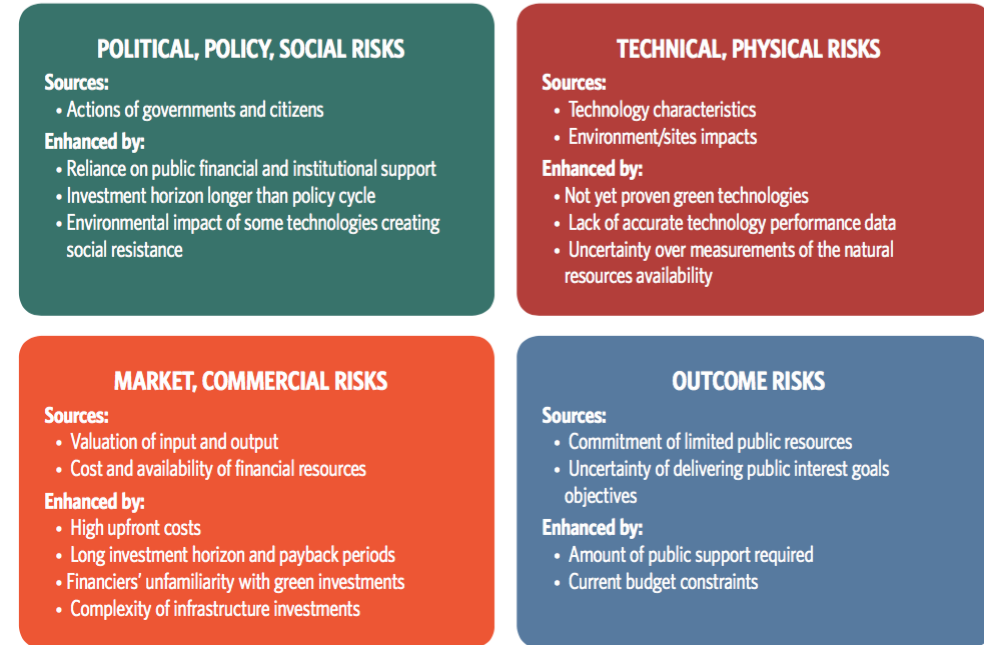 POLITICAL, POLICY, SOCIAL RISKS
Sources:
• Actions of governments and citizens
Enhanced by:
• Reliance on public financial and institutional support
• Investment horizon longer than policy cycle
• Environmental impact of some technologies creating
social resistance
TECHNICAL, PHYSICAL RISKS
Sources:
• Technology characteristics
• Environment/sites impacts
Enhanced by:
• Not yet proven green technologies
• Lack of accurate technology performance data
• Uncertainty over measurements of the natural
resources availability
MARKET, COMMERCIAL RISKS
Sources:
• Valuation of input and output
• Cost and availability of financial resources
Enhanced by:
• High upfront costs
• Long investment horizon and payback periods
• Financiers' unfamiliarity with green investments
• Complexity of infrastructure investments
OUTCOME RISKS
Sources:
• Commitment of limited public resources
• Uncertainty of delivering public interest goals
objectives
Enhanced by:
• Amount of public support required
• Current budget constraints